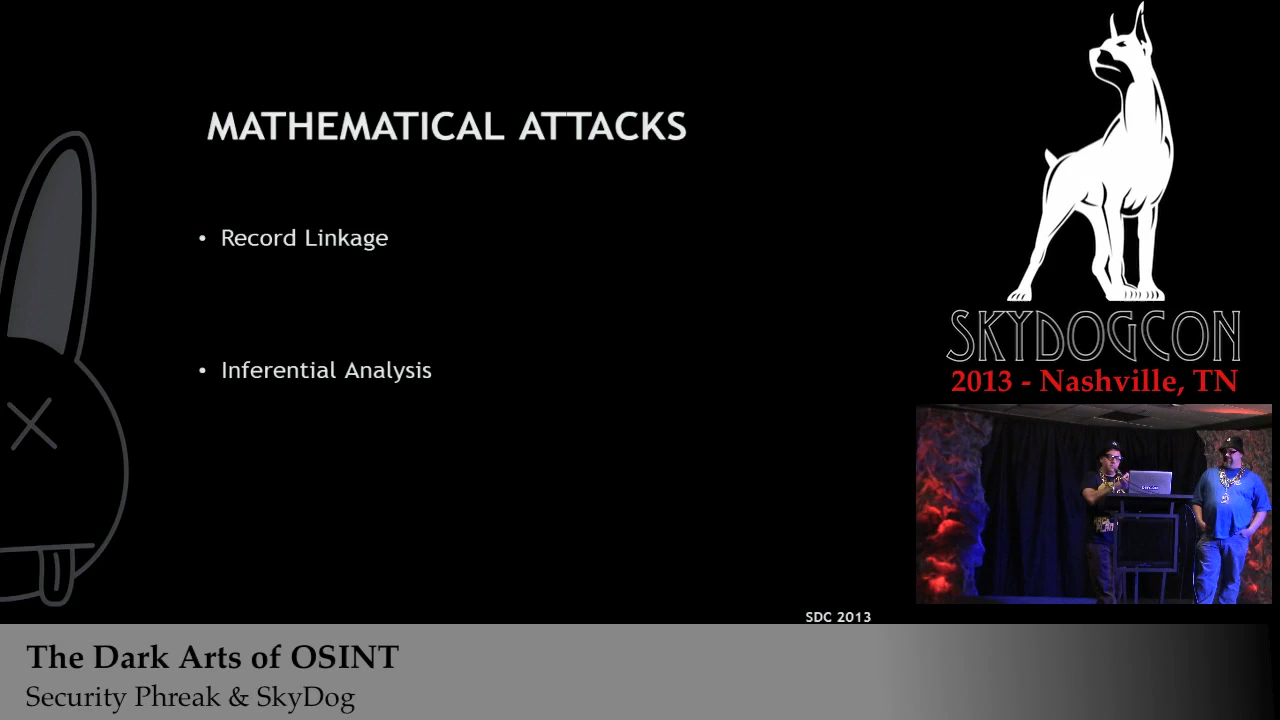 MATHEMATICAL ATTACKS
• Record Linkage
• Inferential Analysis
SDC 2013
SKYDOGCON
2013 - Nashville, TN
The Dark Arts of OSINT
Security Phreak & SkyDog